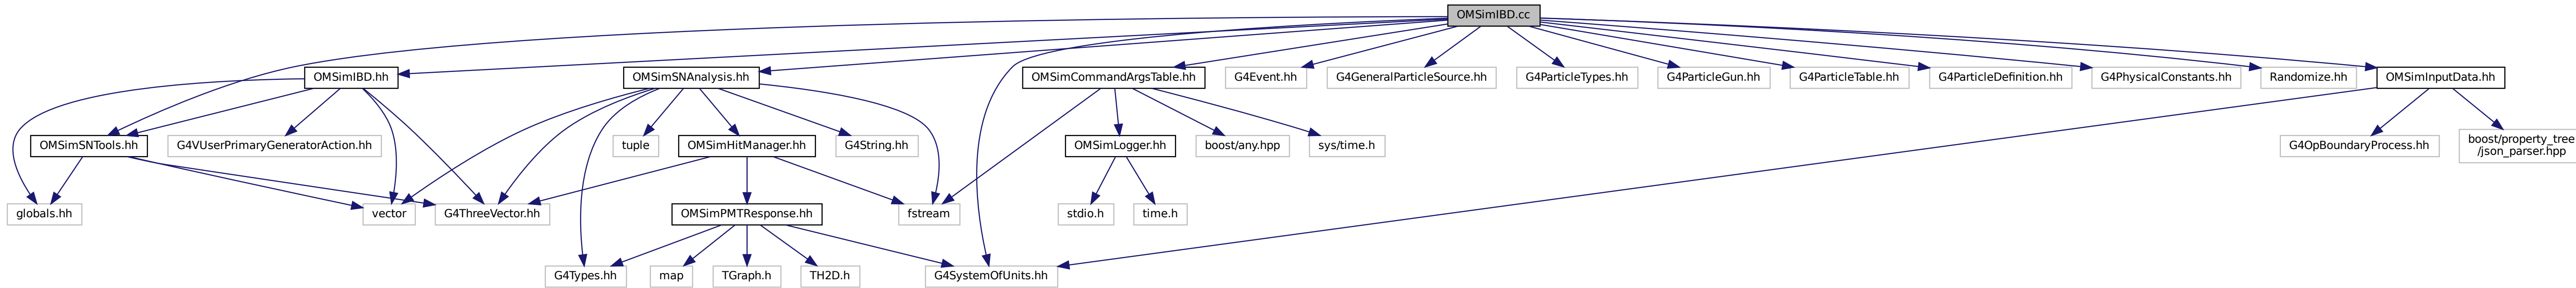 OMSimIBD.cc
OMSimIBD.hh
OMSimSNAnalysis.hh
OMSimCommandArgsTable.hh
G4Event.hh
G4GeneralParticleSource.hh
G4ParticleTypes.hh
G4ParticleGun.hh
G4ParticleTable.hh
G4ParticleDefinition.hh
G4PhysicalConstants.hh
Randomize.hh
OMSimInputData.hh
OMSimSNTools.hh
G4VUserPrimaryGeneratorAction.hh
tuple
OMSimHitManager.hh
G4String.hh
OMSimLogger.hh
boost/any.hpp
sys/time.h
G4OpBoundaryProcess.hh
boost/property_tree
/json_parser.hpp
globals.hh
vector
G4ThreeVector.hh
OMSimPMTResponse.hh
fstream
stdio.h
time.h
G4Types.hh
map
TGraph.h
TH2D.h
G4SystemOfUnits.hh